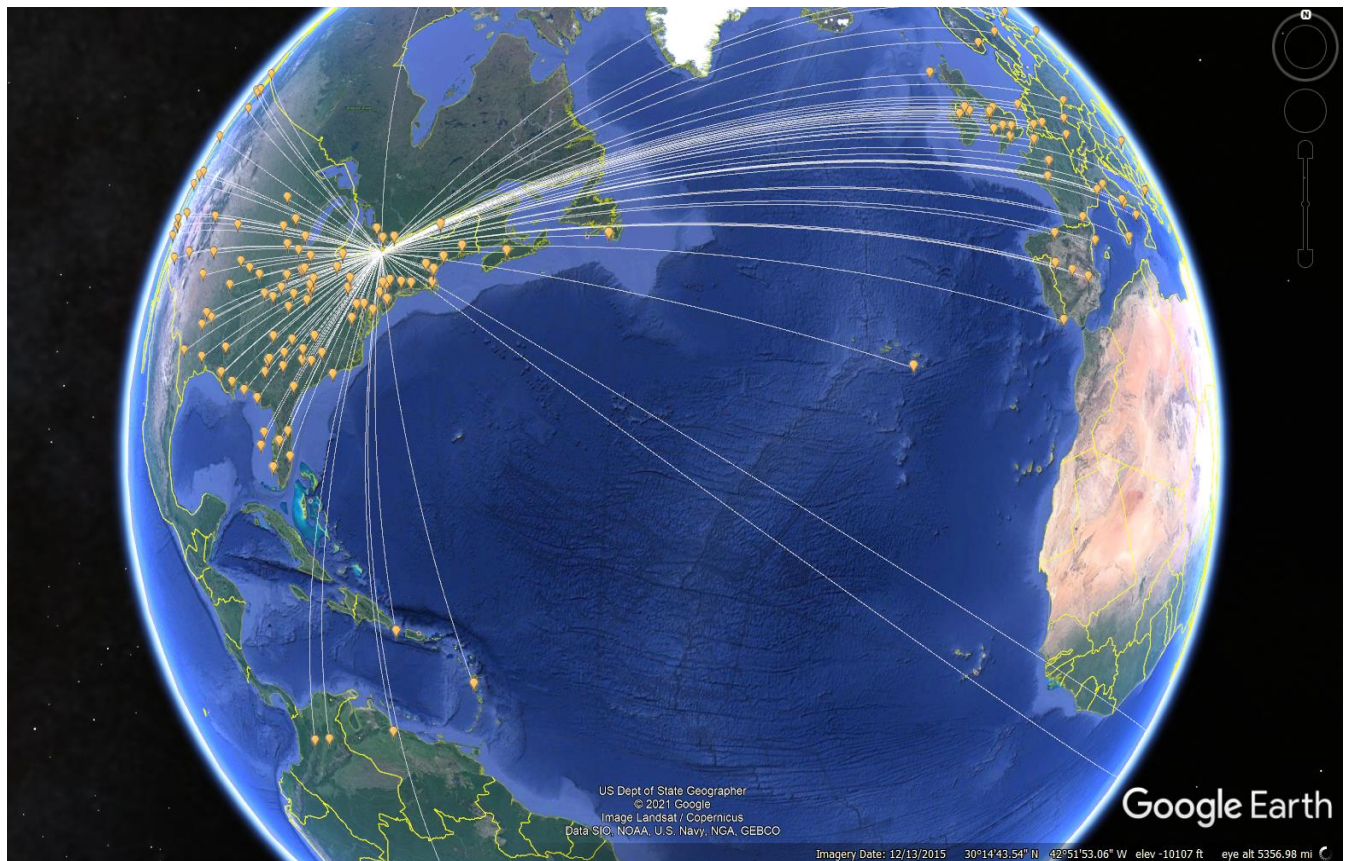 N
US Dept of State Geographer
© 2021 Google
Image Landsat / Copernicus
Data SIO, NOAA, U.S. Navy, NGA, GEBCO
Google Earth
Imagery Date: 12/13/2015 30°14'43.54" N 42°51'53.06" W elev -10107 ft eye alt 5356.98 mi